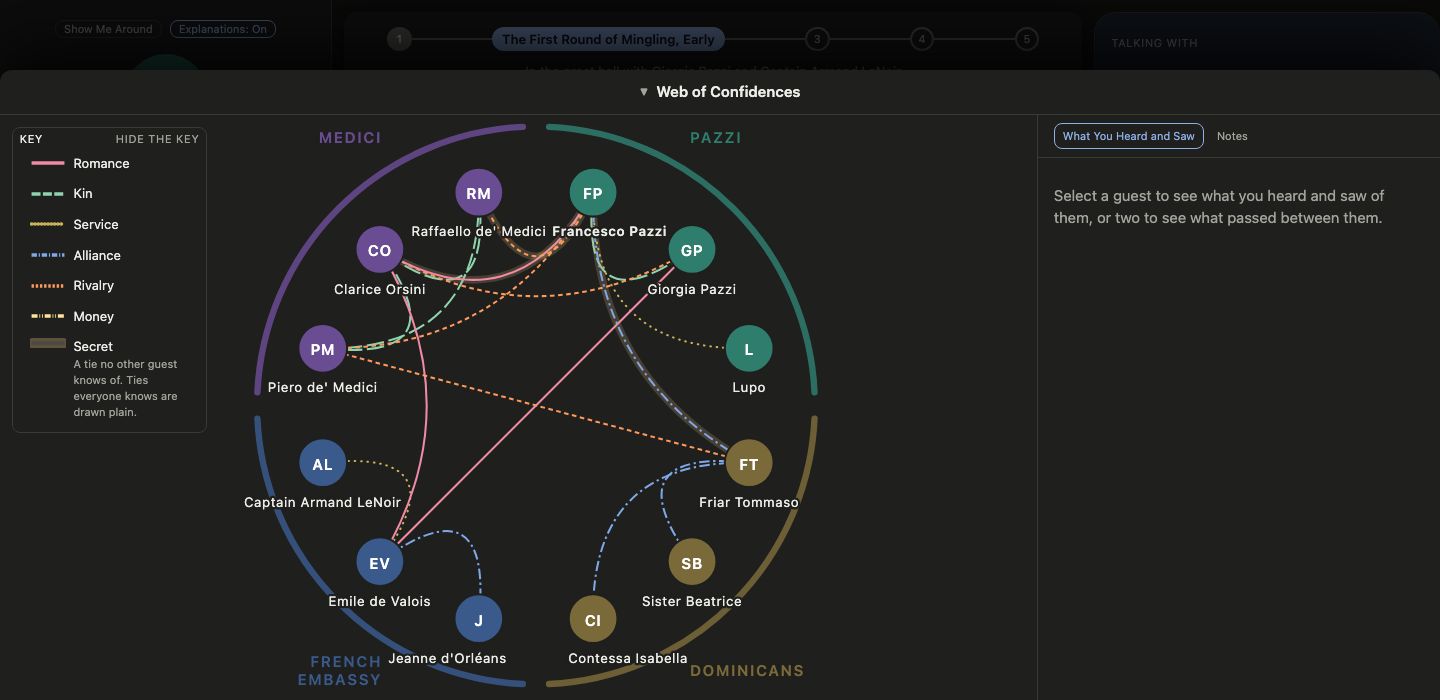 Show Me Around
Explanations: On
1
The First Round of Mingling, Early
3
4
5
TALKING WITH
▼ Web of Confidences
KEY
HIDE THE KEY
Romance
Kin
Service
Alliance
Rivalry
Money
Secret
A tie no other guest
knows of. Ties
everyone knows are
drawn plain.
MEDICI
PAZZI
RM
Raffaello de' Medici
FP
Francesco Pazzi
CO
Clarice Orsini
GP
Giorgia Pazzi
PM
Piero de' Medici
L
Lupo
AL
Captain Armand LeNoir
FT
Friar Tommaso
EV
Emile de Valois
SB
Sister Beatrice
J
Jeanne d'Orléans
CI
Contessa Isabella
FRENCH
EMBASSY
DOMINICANS
What You Heard and Saw
Notes
Select a guest to see what you heard and saw of
them, or two to see what passed between them.